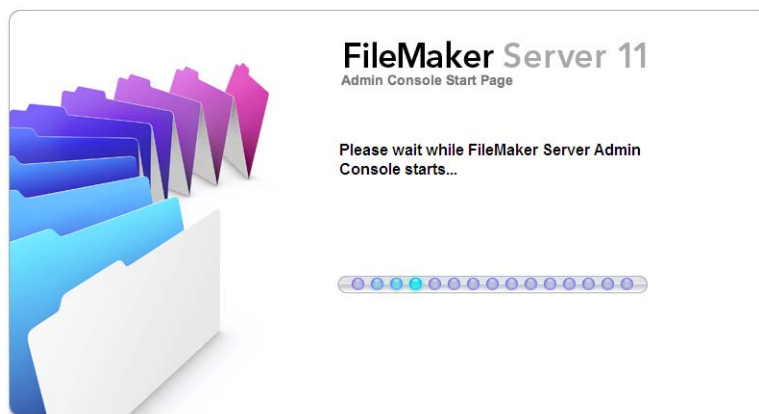 FileMaker Server 11
Admin Console Start Page
Please wait while FileMaker Server Admin
Console starts...